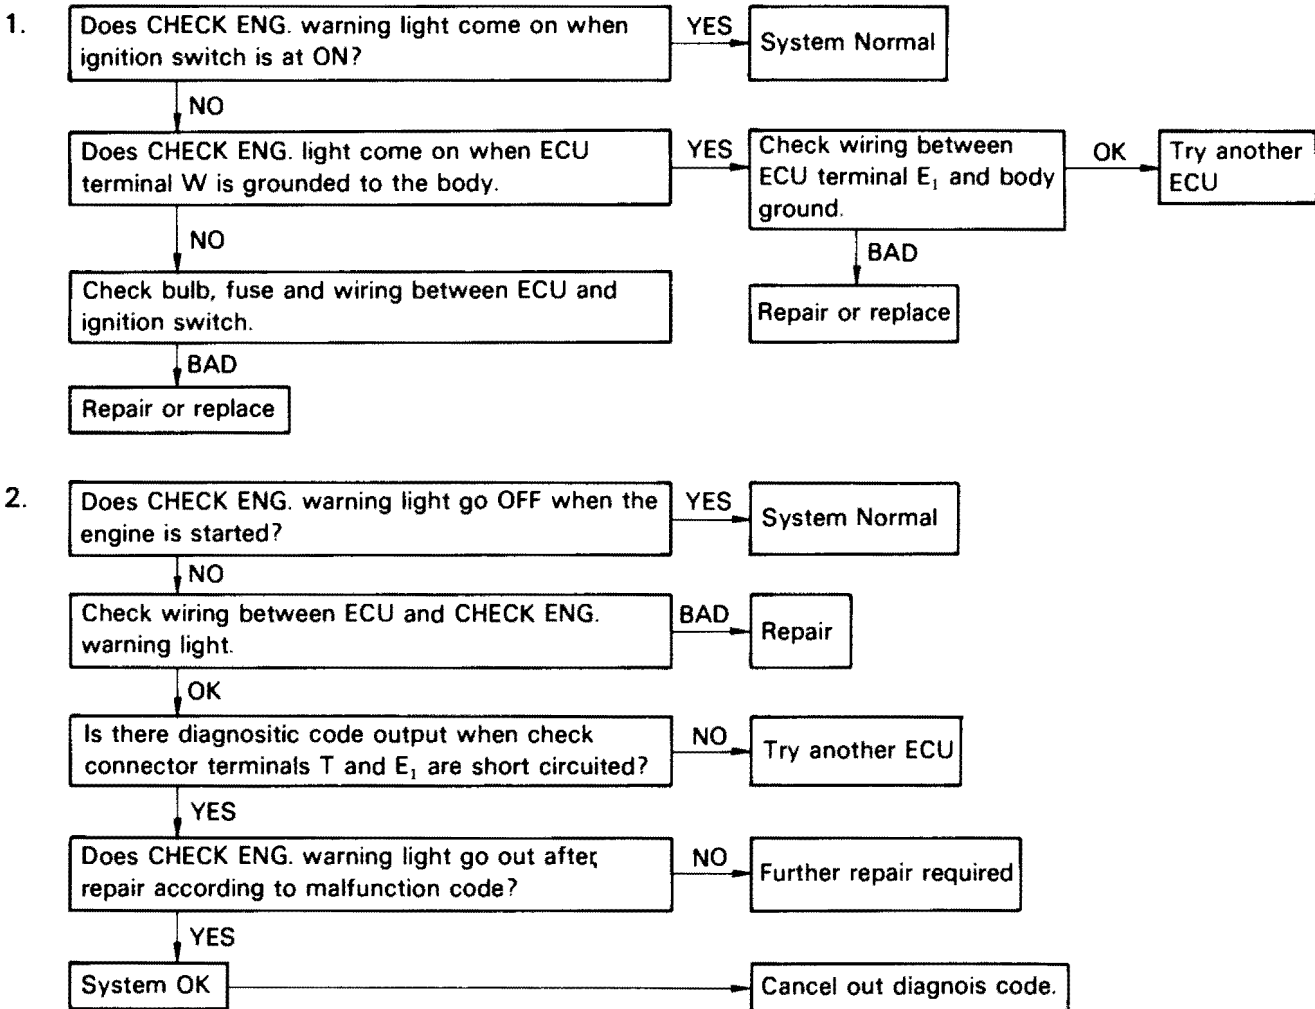 1.
Does CHECK ENG. warning light come on when
ignition switch is at ON?
YES
System Normal
NO
Does CHECK ENG. light come on when ECU
terminal W is grounded to the body.
YES
Check wiring between
ECU terminal E₁ and body
ground.
OK
Try another
ECU
NO
BAD
Check bulb, fuse and wiring between ECU and
ignition switch.
Repair or replace
BAD
Repair or replace
2.
Does CHECK ENG. warning light go OFF when the
engine is started?
YES
System Normal
NO
Check wiring between ECU and CHECK ENG.
warning light.
BAD
Repair
OK
Is there diagnositic code output when check
connector terminals T and E₁ are short circuited?
NO
Try another ECU
YES
Does CHECK ENG. warning light go out after
repair according to malfunction code?
NO
Further repair required
YES
System OK
Cancel out diagnois code.